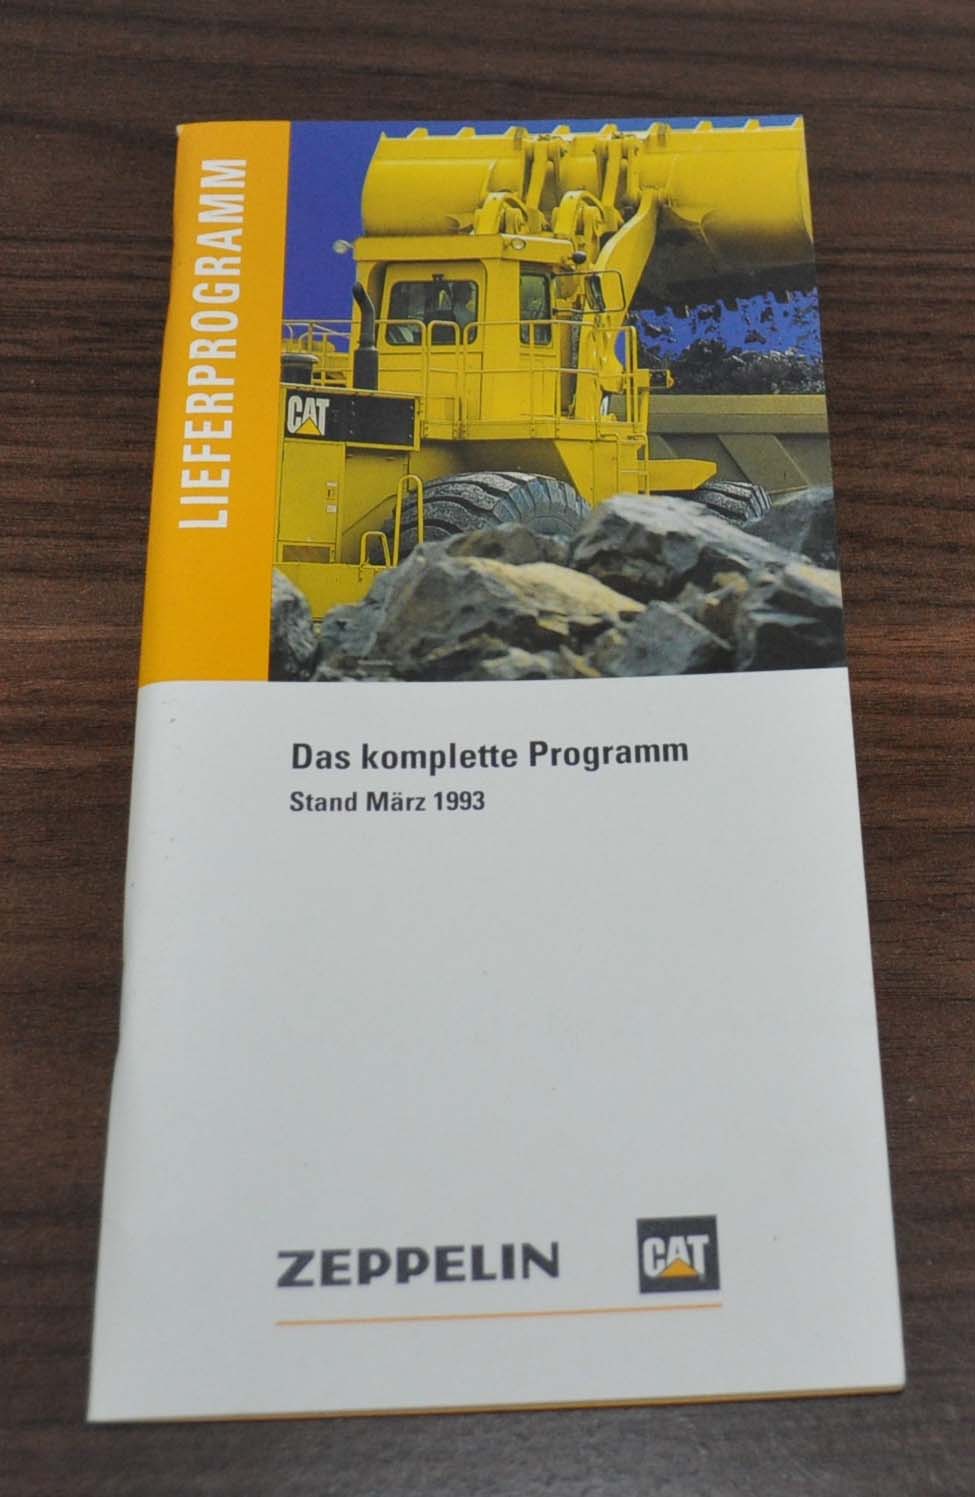 LIEFERPROGRAMM
CAT
Das komplette Programm
Stand März 1993
ZEPPELIN
CAT